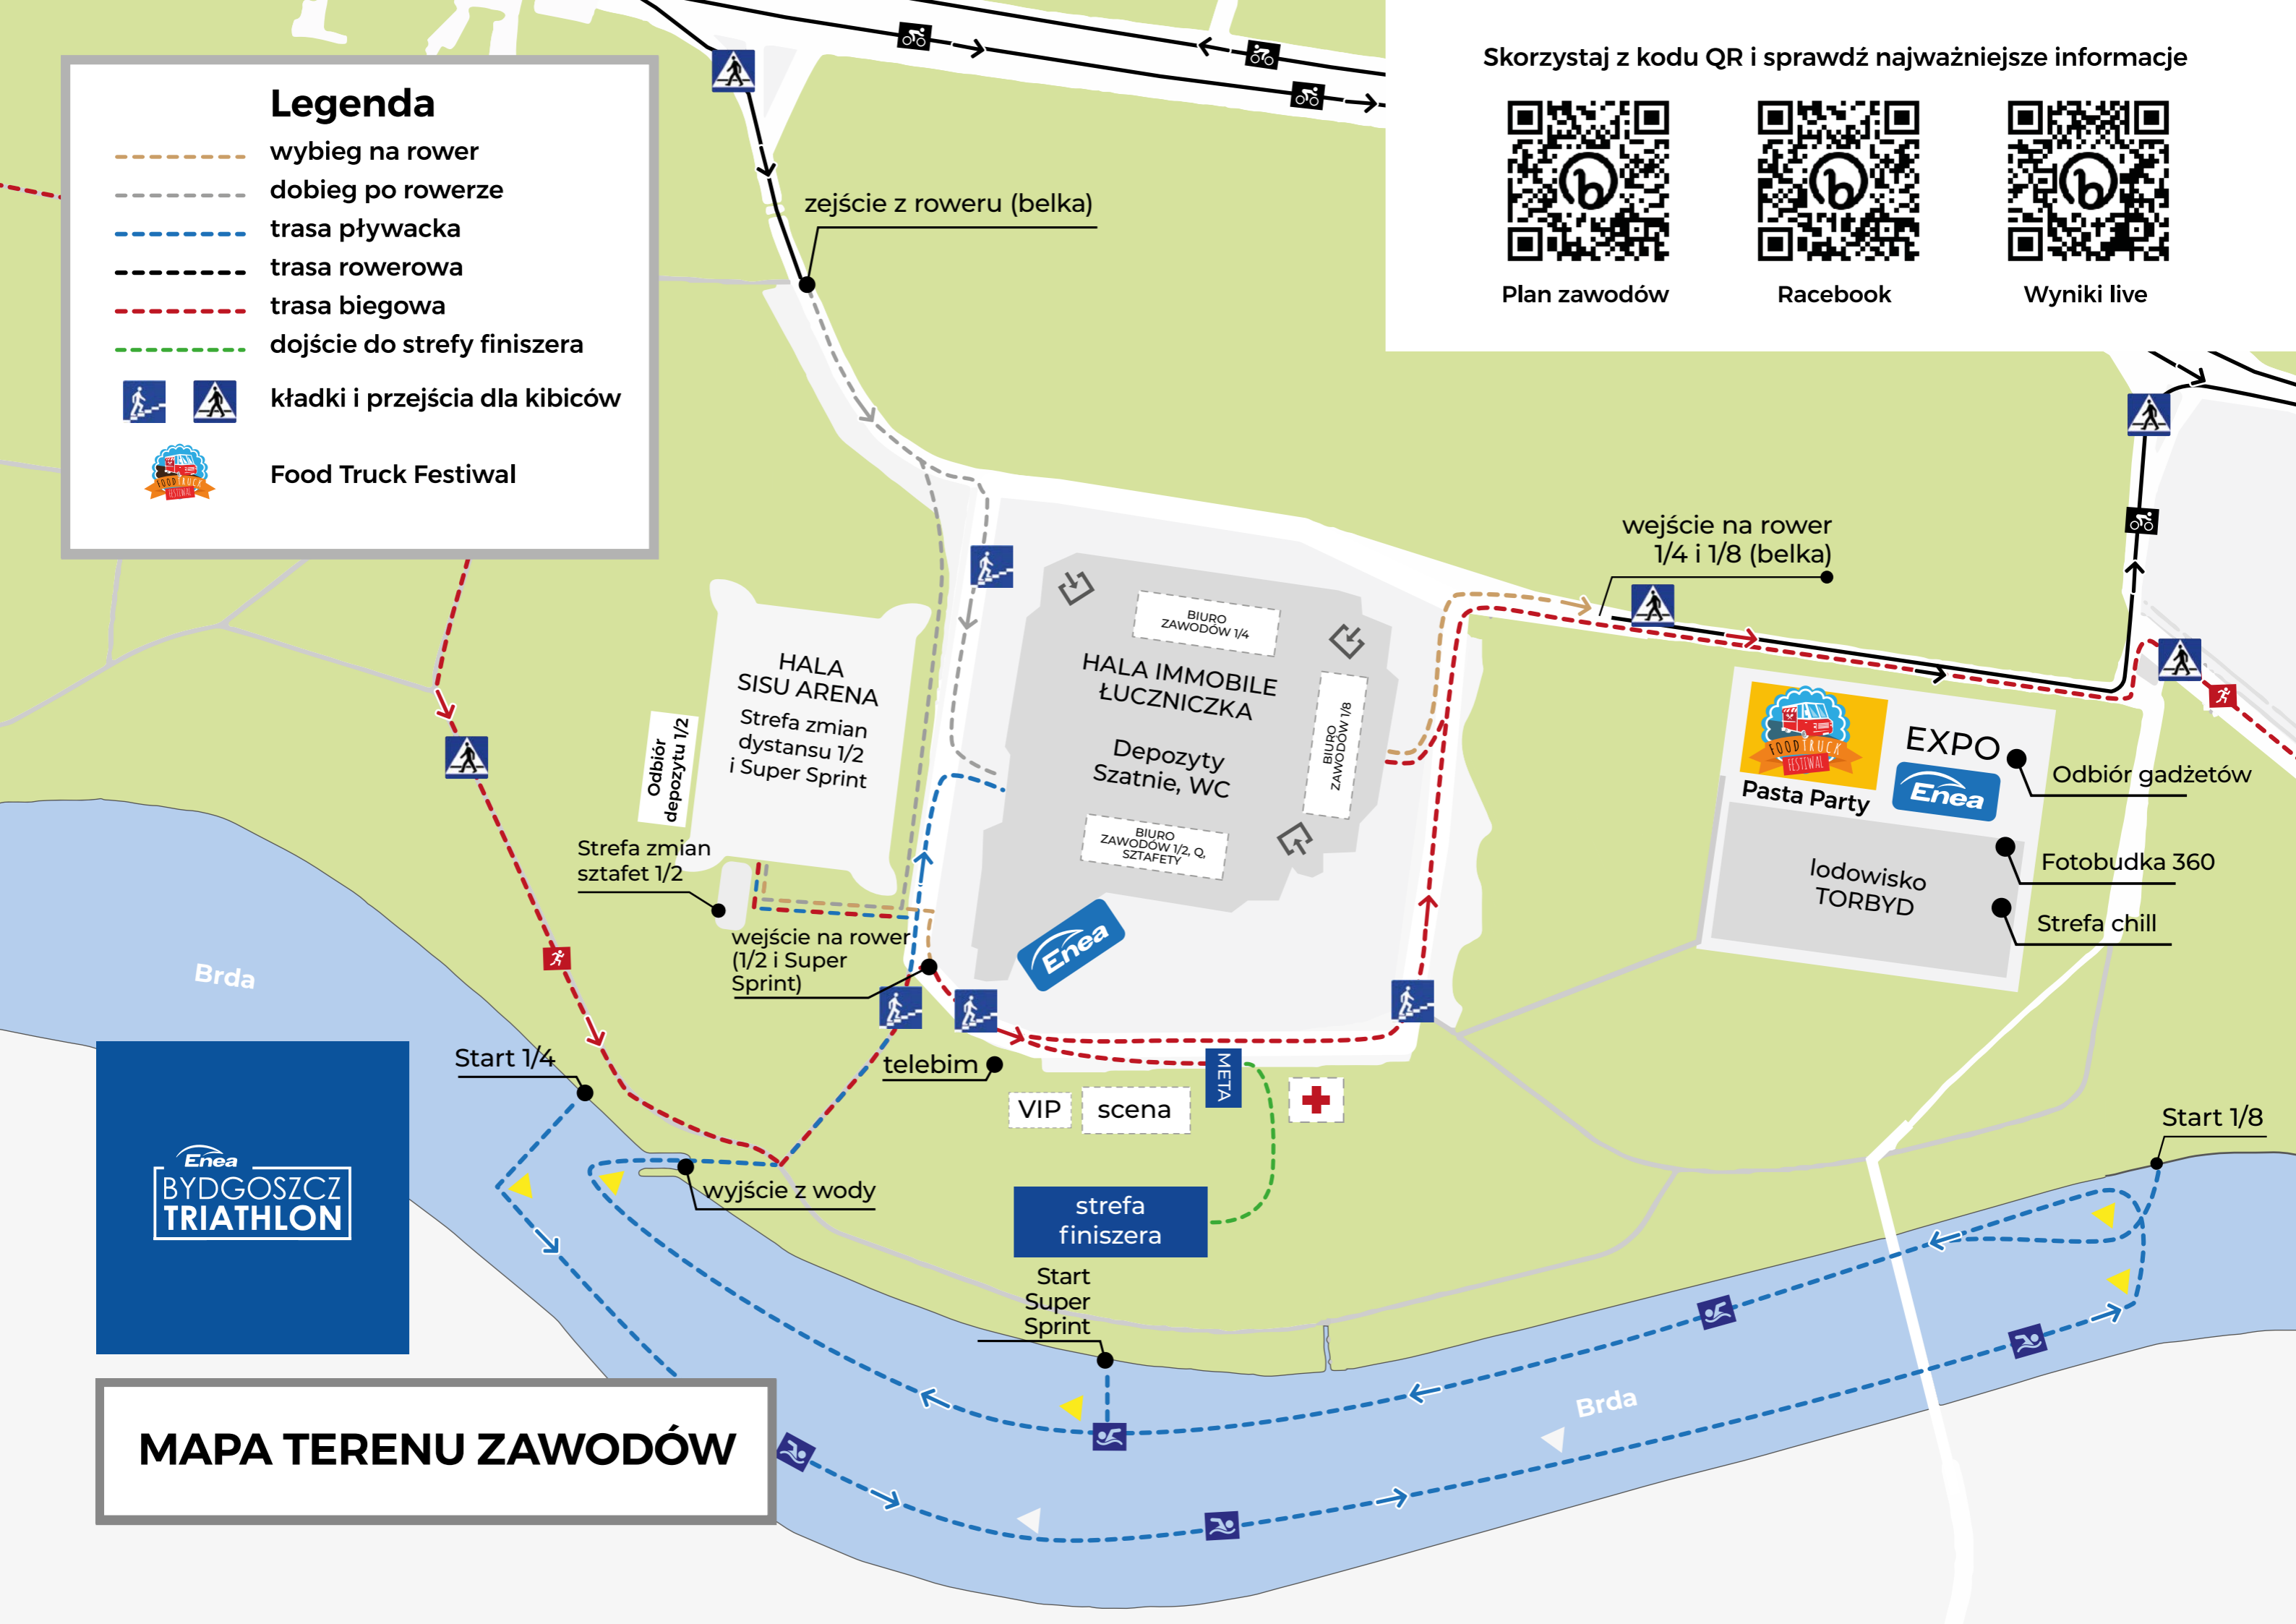 Skorzystaj z kodu QR i sprawdź najważniejsze informacje
Plan zawodów
Racebook
Wyniki live
Legenda
wybieg na rower
dobieg po rowerze
trasa pływacka
trasa rowerowa
trasa biegowa
dojście do strefy finiszera
kładki i przejścia dla kibiców
FOOD TRUCK
FESTIWAL
Food Truck Festiwal
zejście z roweru (belka)
wejście na rower
1/4 i 1/8 (belka)
HALA
SISU ARENA
Strefa zmian
dystansu 1/2
i Super Sprint
Odbiór
depozytu 1/2
BIURO
ZAWODÓW 1/4
HALA IMMOBILE
ŁUCZNICZKA
Depozyty
Szatnie, WC
BIURO
ZAWODÓW 1/8
BIURO
ZAWODÓW 1/2, Q,
SZTAFETY
Enea
FOOD TRUCK
FESTIWAL
Pasta Party
EXPO
Enea
Odbiór gadżetów
Fotobudka 360
Strefa chill
lodowisko
TORBYD
Strefa zmian
sztafet 1/2
wejście na rower
(1/2 i Super
Sprint)
Brda
Start 1/4
telebim
META
VIP
scena
wyjście z wody
strefa
finiszera
Start
Super
Sprint
Start 1/8
Brda
Enea
BYDGOSZCZ
TRIATHLON
MAPA TERENU ZAWODÓW